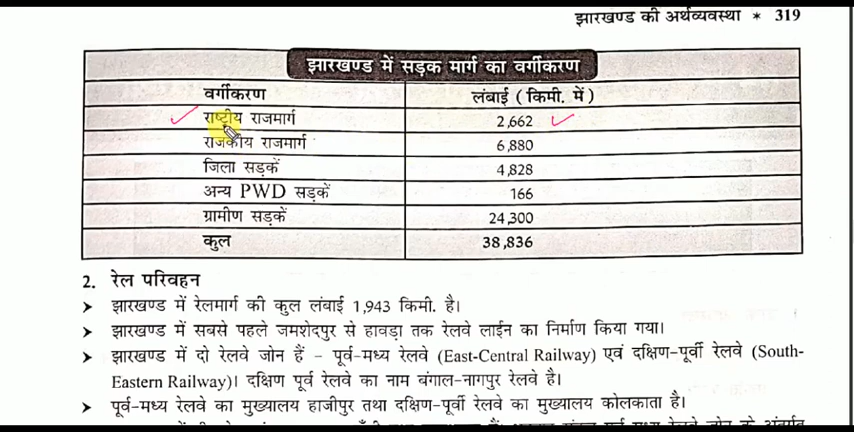 झारखण्ड की अर्थव्यवस्था * 319
झारखण्ड में सड़क मार्ग का वर्गीकरण
वर्गीकरण लंबाई (किमी. में)
राष्ट्रीय राजमार्ग 2,662
राजकीय राजमार्ग 6,880
जिला सड़कें 4,828
अन्य PWD सड़कें 166
ग्रामीण सड़कें 24,300
कुल 38,836
2. रेल परिवहन
➤ झारखण्ड में रेलमार्ग की कुल लंबाई 1,943 किमी. है।
➤ झारखण्ड में सबसे पहले जमशेदपुर से हावड़ा तक रेलवे लाईन का निर्माण किया गया।
➤ झारखण्ड में दो रेलवे जोन हैं – पूर्व-मध्य रेलवे (East-Central Railway) एवं दक्षिण-पूर्वी रेलवे (South-
Eastern Railway)। दक्षिण पूर्व रेलवे का नाम बंगाल-नागपुर रेलवे है।
➤ पूर्व-मध्य रेलवे का मुख्यालय हाजीपुर तथा दक्षिण-पूर्वी रेलवे का मुख्यालय कोलकाता है।